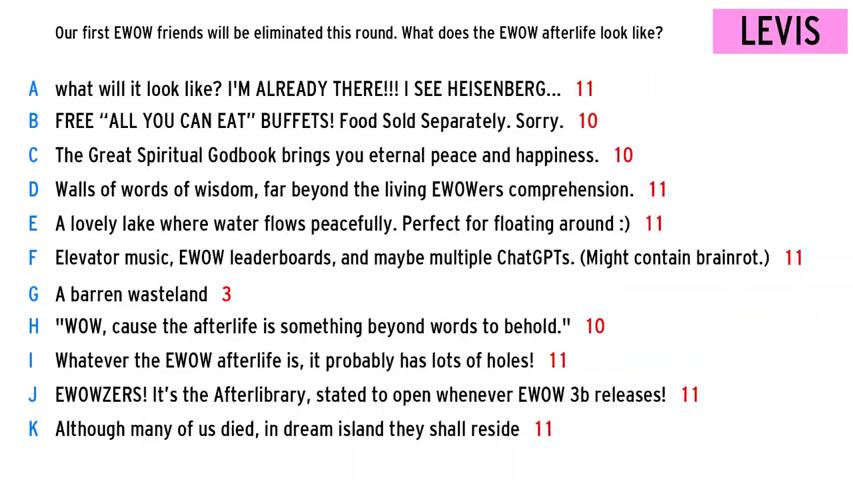 Our first EWOW friends will be eliminated this round. What does the EWOW afterlife look like?
LEVIS
A what will it look like? I'M ALREADY THERE!!! I SEE HEISENBERG... 11
B FREE “ALL YOU CAN EAT” BUFFETS! Food Sold Separately. Sorry. 10
C The Great Spiritual Godbook brings you eternal peace and happiness. 10
D Walls of words of wisdom, far beyond the living EWOWers comprehension. 11
E A lovely lake where water flows peacefully. Perfect for floating around :) 11
F Elevator music, EWOW leaderboards, and maybe multiple ChatGPTs. (Might contain brainrot.) 11
G A barren wasteland 3
H "WOW, cause the afterlife is something beyond words to behold." 10
I Whatever the EWOW afterlife is, it probably has lots of holes! 11
J EWOWZERS! It’s the Afterlibrary, stated to open whenever EWOW 3b releases! 11
K Although many of us died, in dream island they shall reside 11